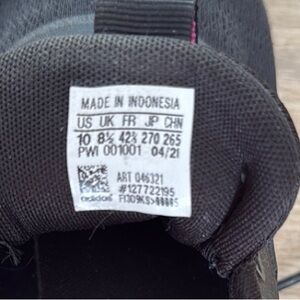 MADE IN INDONESIA
US UK FR JP CHN
10 8½ 42⅔ 270 265
PWI 001001 04/21
ART 046321
#127722195
adidas